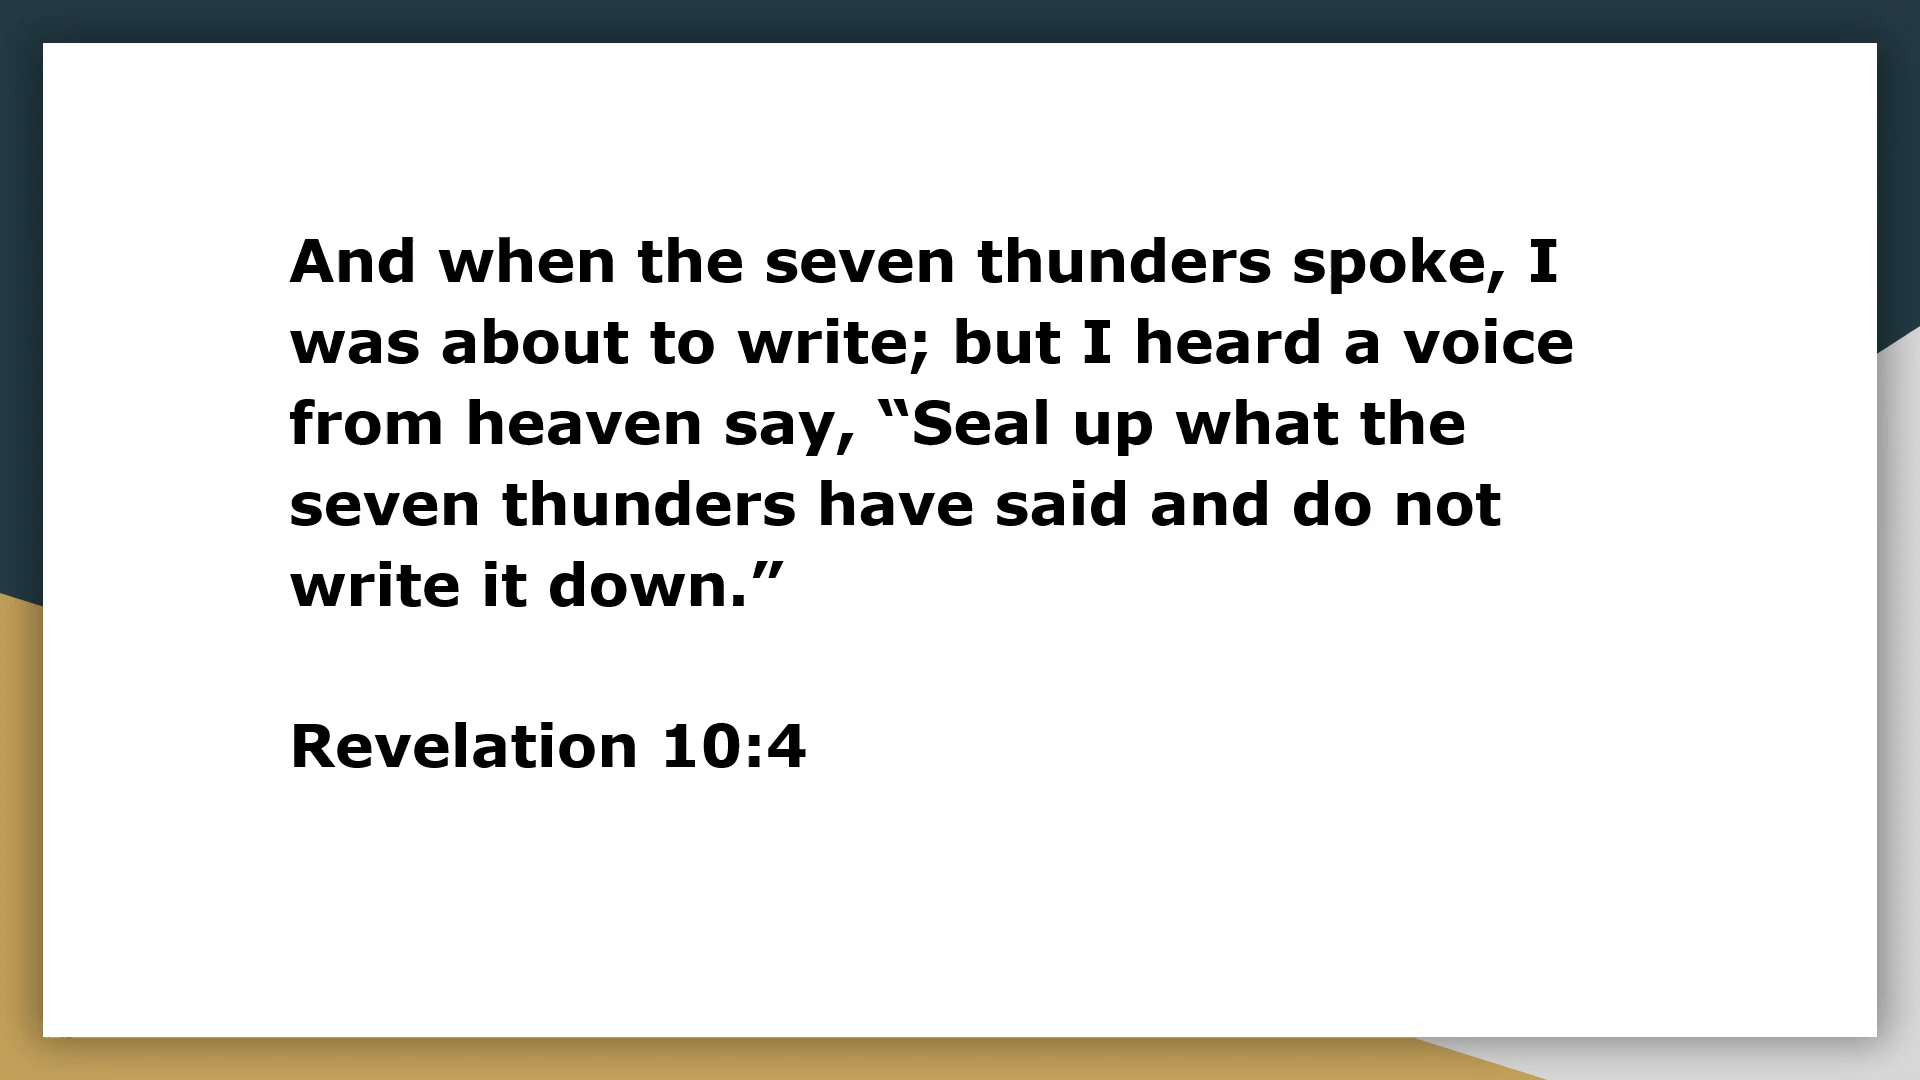 And when the seven thunders spoke, I
was about to write; but I heard a voice
from heaven say, “Seal up what the
seven thunders have said and do not
write it down.”
Revelation 10:4